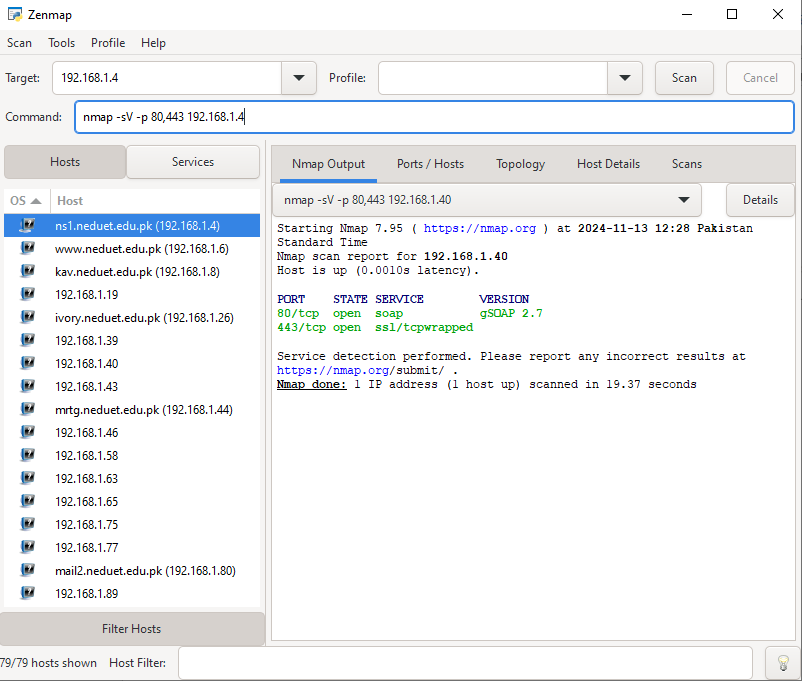 Zenmap
Scan Tools Profile Help
Target: 192.168.1.4 Profile: Scan Cancel
Command: nmap -sV -p 80,443 192.168.1.4
Hosts Services
OS Host
ns1.neduet.edu.pk (192.168.1.4)
www.neduet.edu.pk (192.168.1.6)
kav.neduet.edu.pk (192.168.1.8)
192.168.1.19
ivory.neduet.edu.pk (192.168.1.26)
192.168.1.39
192.168.1.40
192.168.1.43
mrtg.neduet.edu.pk (192.168.1.44)
192.168.1.46
192.168.1.58
192.168.1.63
192.168.1.65
192.168.1.75
192.168.1.77
mail2.neduet.edu.pk (192.168.1.80)
192.168.1.89
Filter Hosts
79/79 hosts shown Host Filter:
Nmap Output Ports / Hosts Topology Host Details Scans
nmap -sV -p 80,443 192.168.1.40 Details
Starting Nmap 7.95 ( https://nmap.org ) at 2024-11-13 12:28 Pakistan
Standard Time
Nmap scan report for 192.168.1.40
Host is up (0.0010s latency).
PORT STATE SERVICE VERSION
80/tcp open soap gSOAP 2.7
443/tcp open ssl/tcpwrapped
Service detection performed. Please report any incorrect results at
https://nmap.org/submit/ .
Nmap done: 1 IP address (1 host up) scanned in 19.37 seconds